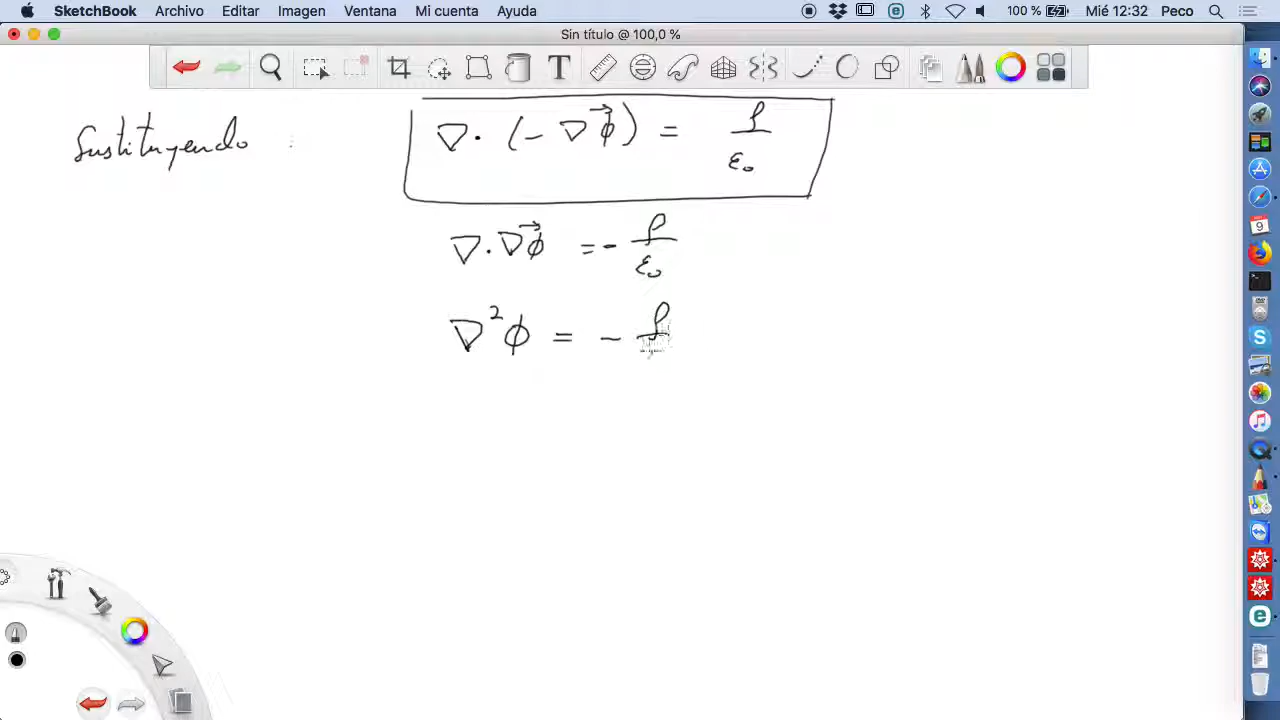 SketchBook Archivo Editar Imagen Ventana Mi cuenta Ayuda 100 % Mié 12:32 Peco
Sin título @ 100,0 %
Sustituyendo : ∇·(-∇ϕ⃗) = ρ/ε₀
∇·∇ϕ⃗ = - ρ/ε₀
∇²ϕ = - ρ